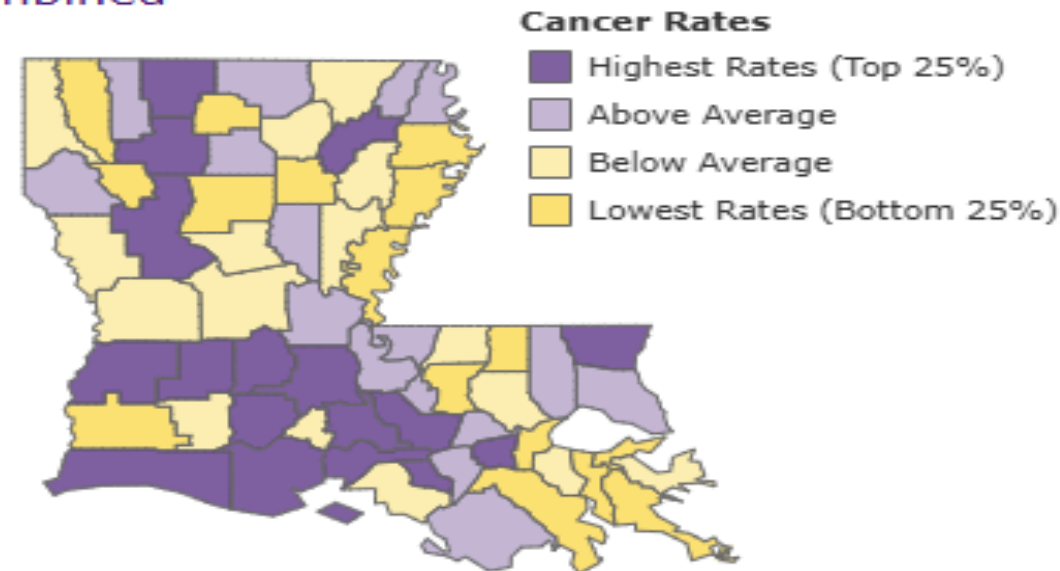 Cancer Rates
Highest Rates (Top 25%)
Above Average
Below Average
Lowest Rates (Bottom 25%)